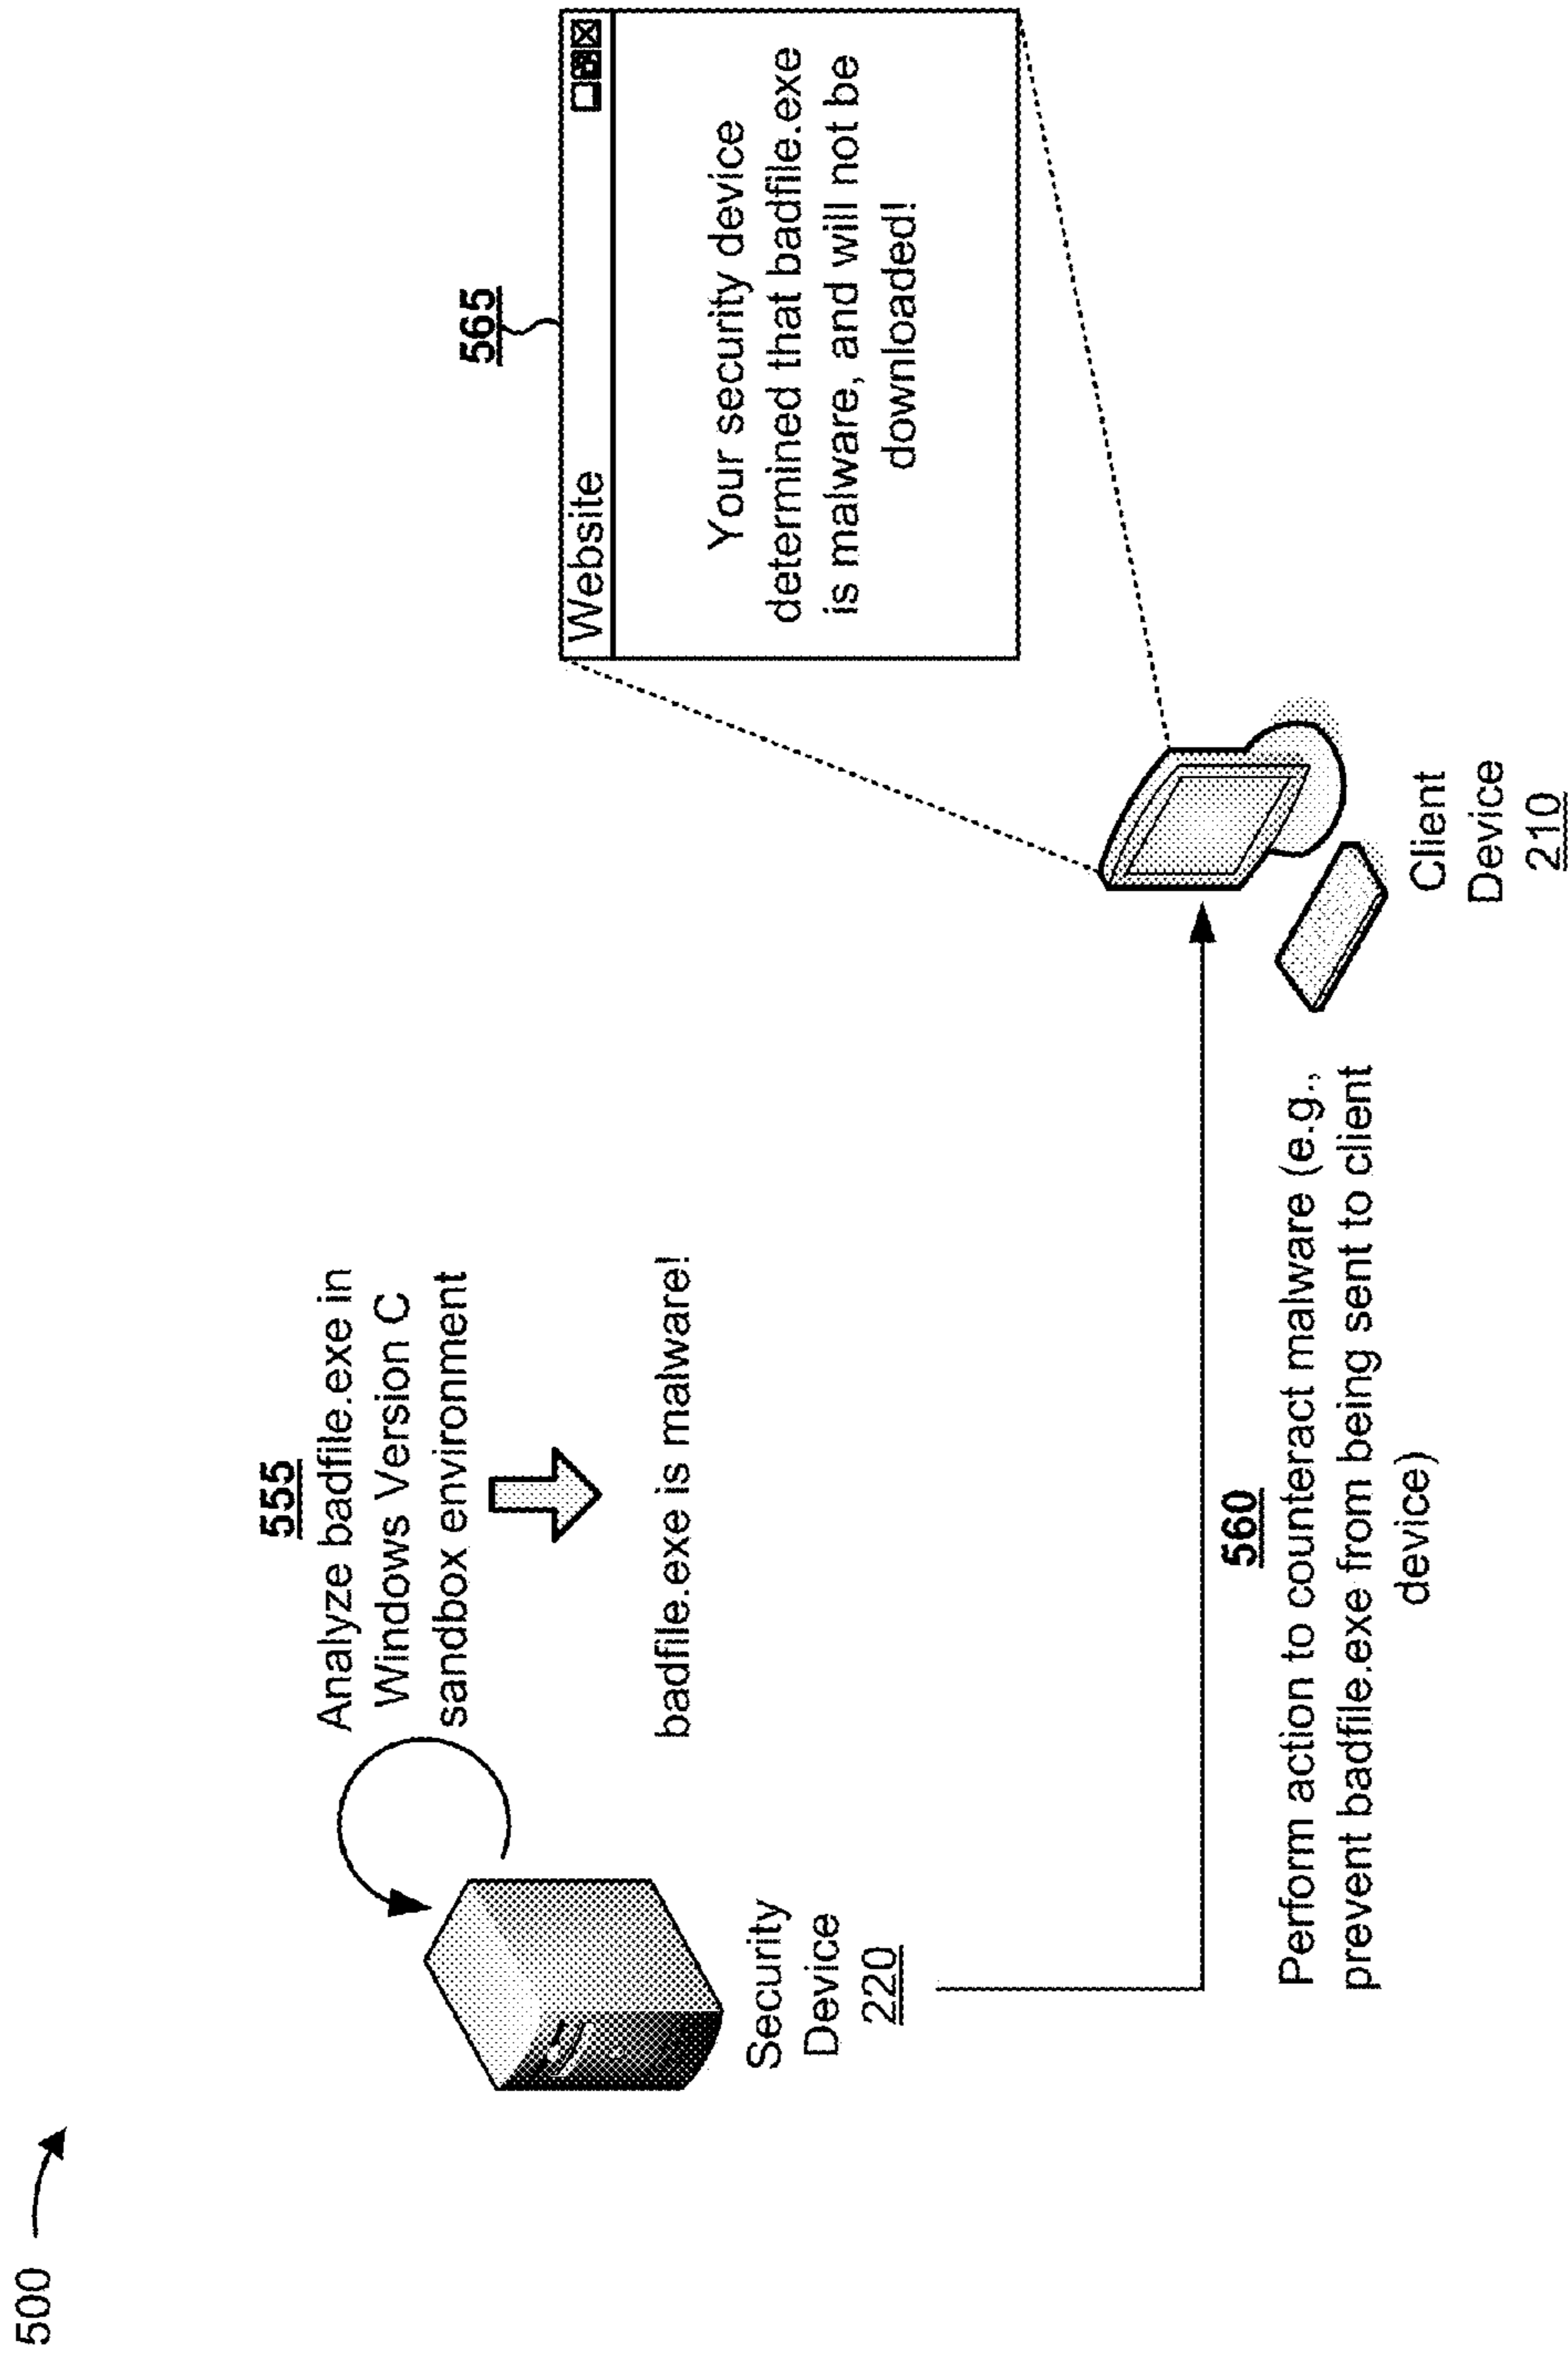 500
555
Analyze badfile.exe in
Windows Version C
sandbox environment
badfile.exe is malware!
Security
Device
220
565
Website
Your security device
determined that badfile.exe
is malware, and will not be
downloaded!
560
Perform action to counteract malware (e.g.,
prevent badfile.exe from being sent to client
device)
Client
Device
210